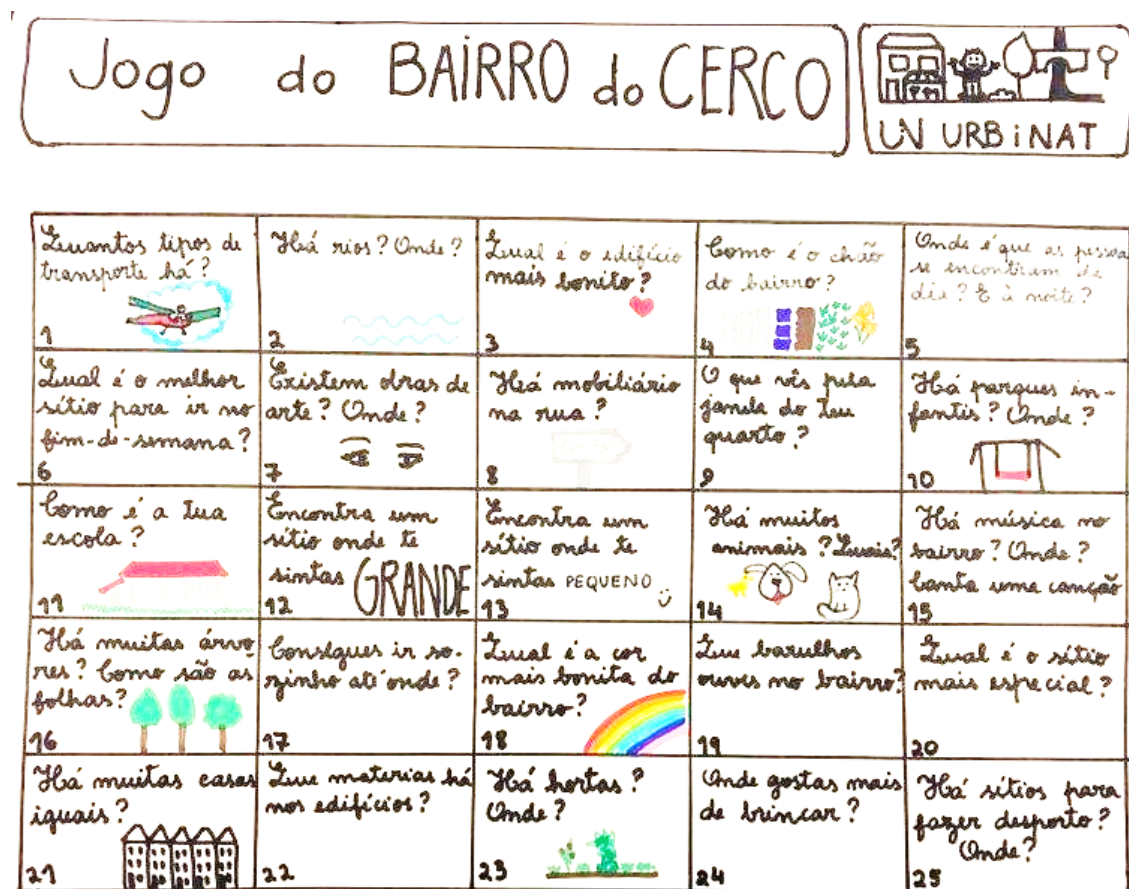 Jogo do BAIRRO do CERCO
UN URBiNAT
Quantos tipos de
transporte há?
1
Há rios? Onde?
2
Qual é o edifício
mais bonito?
3
Como é o chão
do bairro?
4
Onde é que as pessoa
se encontram de
dia? E à noite?
5
Qual é o melhor
sítio para ir no
fim-de-semana?
6
Existem obras de
arte? Onde?
7
Há mobiliário
na rua?
8
O que vês pela
janela do teu
quarto?
9
Há parques in-
fantis? Onde?
10
Como é a tua
escola?
11
Encontra um
sítio onde te
sintas GRANDE
12
Encontra um
sítio onde te
sintas PEQUENO
13
Há muitos
animais? Quais?
14
Há música no
bairro? Onde?
Canta uma canção
15
Há muitas árvo
res? Como são as
folhas?
16
Consegues ir so-
zinho até onde?
17
Qual é a cor
mais bonita do
bairro?
18
Que barulhos
ouves no bairro?
19
Qual é o sítio
mais especial?
20
Há muitas casas
iguais?
21
Que materias há
nos edifícios?
22
Há hortas?
Onde?
23
Onde gostas mais
de brincar?
24
Há sítios para
fazer desporto?
Onde?
25